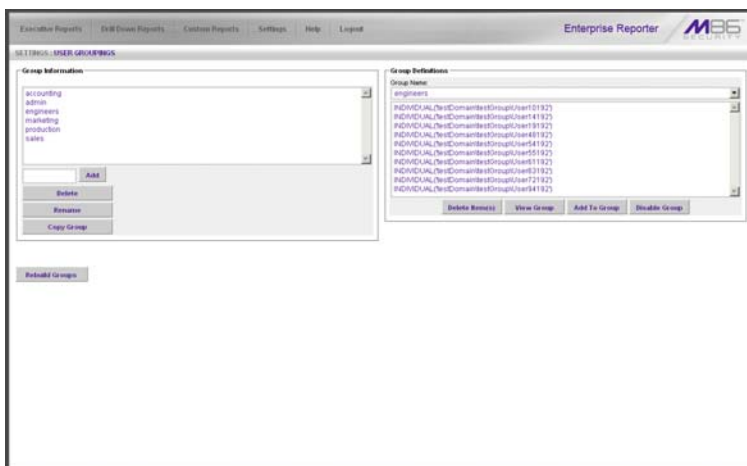 Executive Reports Drill Down Reports Custom Reports Settings Help Logout
Enterprise Reporter
M86
SECURITY
SETTINGS : USER GROUPINGS
Group Information
accounting
admin
engineers
marketing
production
sales
Add
Delete
Rename
Copy Group
Group Definitions
Group Name:
engineers
INDIVIDUAL('testDomain\testGroup\User10192')
INDIVIDUAL('testDomain\testGroup\User14192')
INDIVIDUAL('testDomain\testGroup\User19192')
INDIVIDUAL('testDomain\testGroup\User48192')
INDIVIDUAL('testDomain\testGroup\User54192')
INDIVIDUAL('testDomain\testGroup\User55192')
INDIVIDUAL('testDomain\testGroup\User61192')
INDIVIDUAL('testDomain\testGroup\User63192')
INDIVIDUAL('testDomain\testGroup\User72192')
INDIVIDUAL('testDomain\testGroup\User94192')
Delete Item(s) View Group Add To Group Disable Group
Rebuild Groups